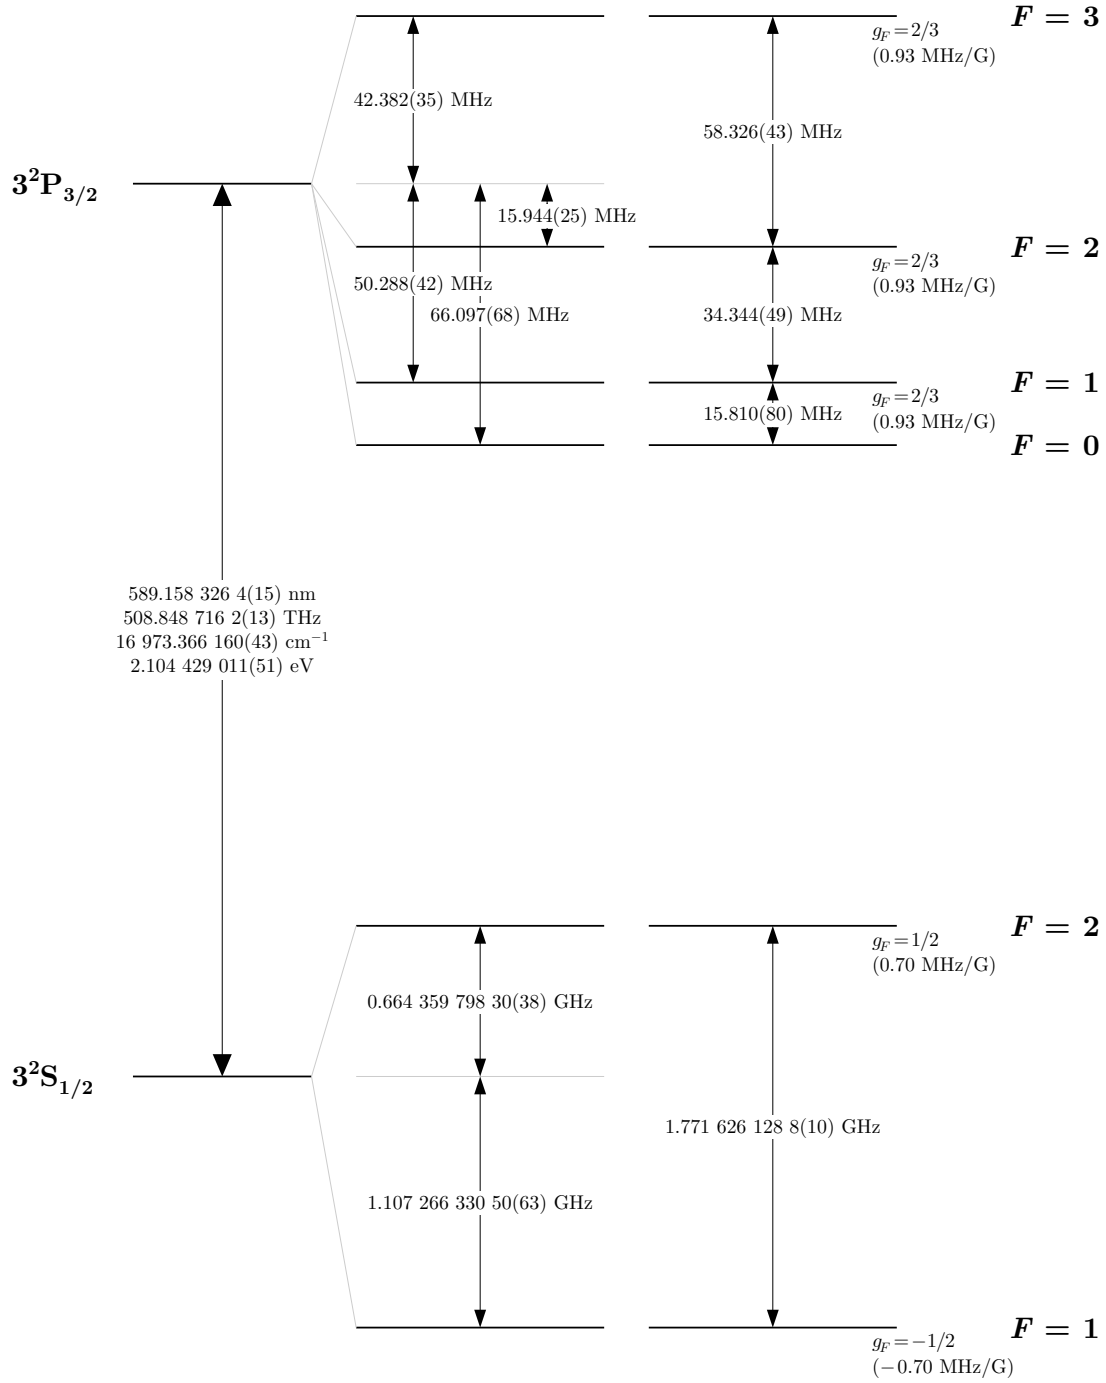 F = 3
g_F = 2/3
(0.93 MHz/G)
42.382(35) MHz
58.326(43) MHz
3²P₃/₂
15.944(25) MHz
F = 2
g_F = 2/3
(0.93 MHz/G)
50.288(42) MHz
66.097(68) MHz
34.344(49) MHz
F = 1
g_F = 2/3
(0.93 MHz/G)
15.810(80) MHz
F = 0
589.158 326 4(15) nm
508.848 716 2(13) THz
16 973.366 160(43) cm⁻¹
2.104 429 011(51) eV
F = 2
g_F = 1/2
(0.70 MHz/G)
0.664 359 798 30(38) GHz
3²S₁/₂
1.771 626 128 8(10) GHz
1.107 266 330 50(63) GHz
F = 1
g_F = −1/2
(−0.70 MHz/G)